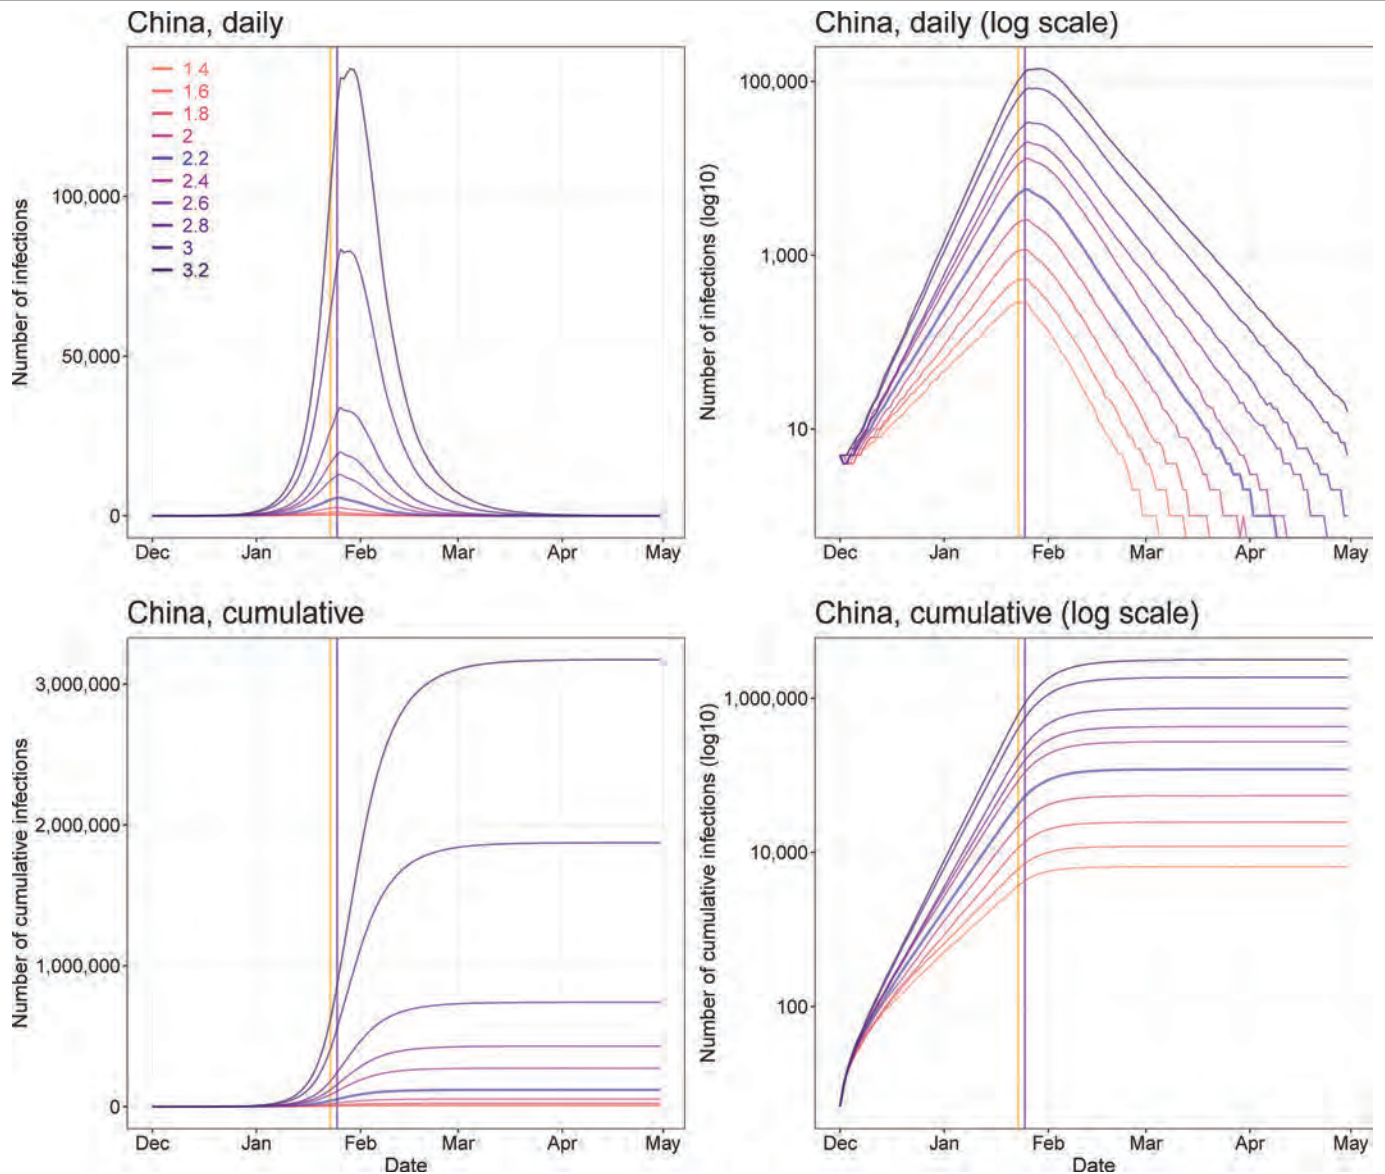 China, daily
Number of infections
100,000
50,000
0
1.4
1.6
1.8
2
2.2
2.4
2.6
2.8
3
3.2
Dec Jan Feb Mar Apr May
China, daily (log scale)
Number of infections (log10)
100,000
1,000
10
Dec Jan Feb Mar Apr May
China, cumulative
Number of cumulative infections
3,000,000
2,000,000
1,000,000
0
Dec Jan Feb Mar Apr May
Date
China, cumulative (log scale)
Number of cumulative infections (log10)
1,000,000
10,000
100
Dec Jan Feb Mar Apr May
Date